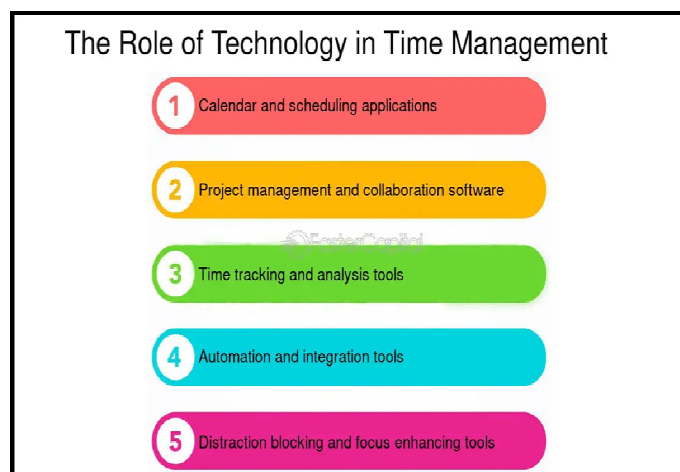 The Role of Technology in Time Management
1 Calendar and scheduling applications
2 Project management and collaboration software
FasterCapital
3 Time tracking and analysis tools
4 Automation and integration tools
5 Distraction blocking and focus enhancing tools